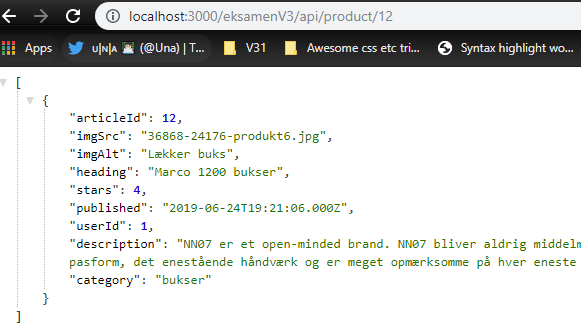 localhost:3000/eksamenV3/api/product/12
Apps
u|N|A (@Una) | T...
V31
Awesome css etc tri...
Syntax highlight wo...
[
{
"articleId": 12,
"imgSrc": "36868-24176-produkt6.jpg",
"imgAlt": "Lækker buks",
"heading": "Marco 1200 bukser",
"stars": 4,
"published": "2019-06-24T19:21:06.000Z",
"userId": 1,
"description": "NN07 er et open-minded brand. NN07 bliver aldrig
pasform, det enestående håndværk og er meget opmærksomme på hver eneste
"category": "bukser"
}
]